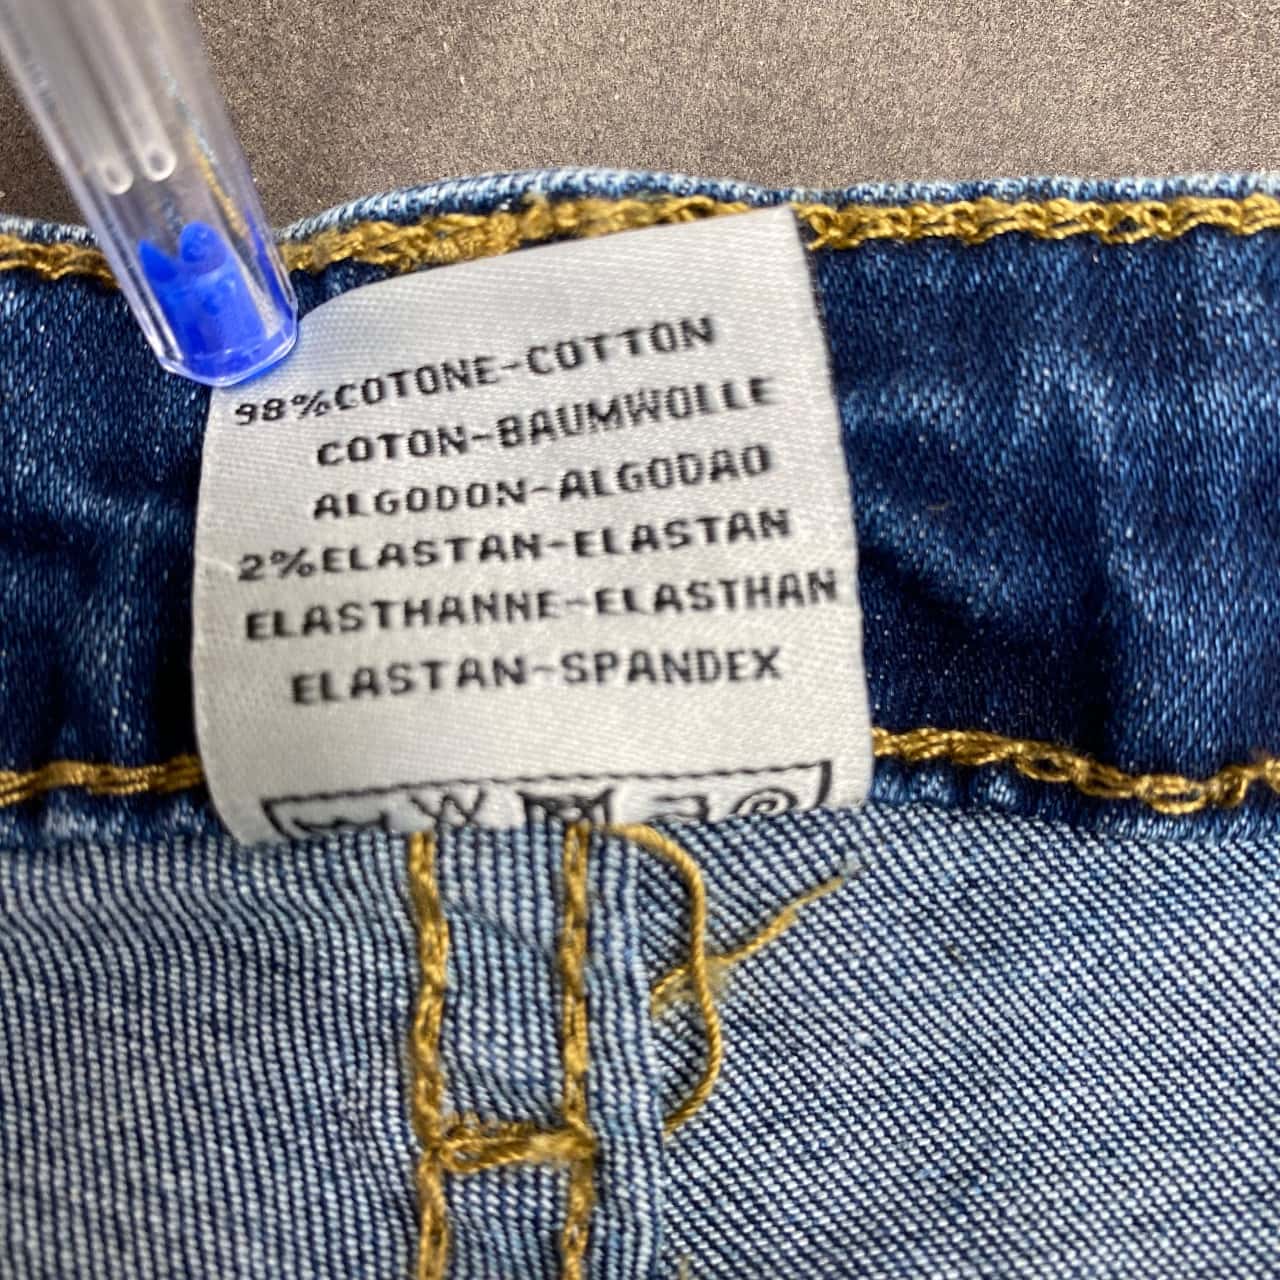 98%COTONE-COTTON
COTON-BAUMWOLLE
ALGODON-ALGODAO
2%ELASTAN-ELASTAN
ELASTHANNE-ELASTHAN
ELASTAN-SPANDEX